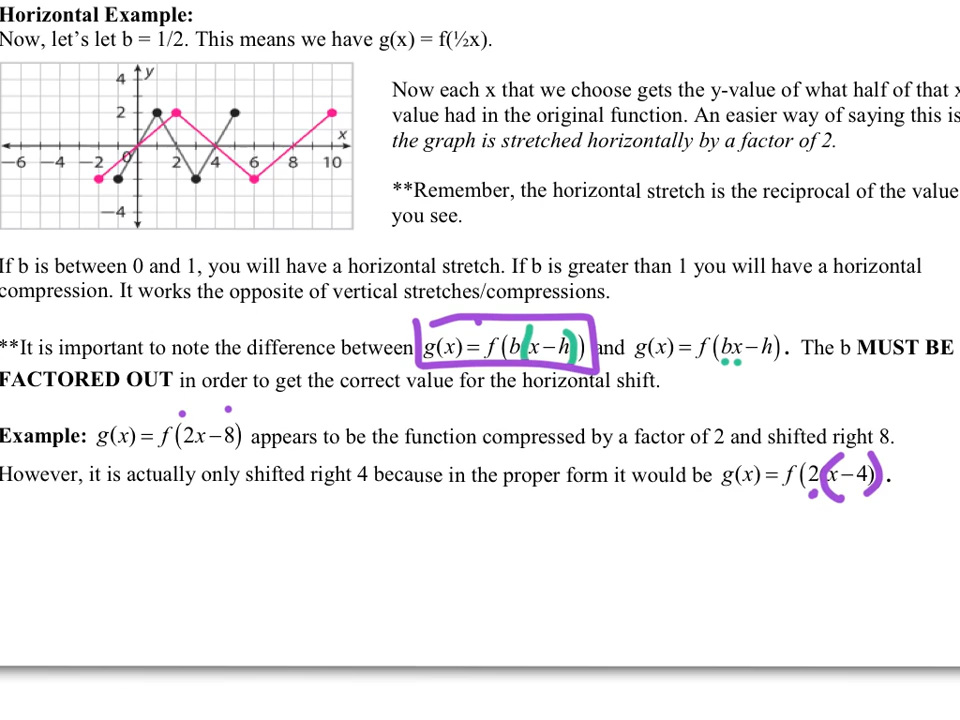 Horizontal Example:
Now, let's let b = 1/2. This means we have g(x) = f(½x).
4 y
2
x
−6 −4 −2 0 2 4 6 8 10
−4
Now each x that we choose gets the y-value of what half of that x
value had in the original function. An easier way of saying this is
the graph is stretched horizontally by a factor of 2.
**Remember, the horizontal stretch is the reciprocal of the value
you see.
If b is between 0 and 1, you will have a horizontal stretch. If b is greater than 1 you will have a horizontal
compression. It works the opposite of vertical stretches/compressions.
**It is important to note the difference between g(x) = f(b(x−h)) and g(x) = f(bx−h). The b MUST BE
FACTORED OUT in order to get the correct value for the horizontal shift.
Example: g(x) = f(2x−8) appears to be the function compressed by a factor of 2 and shifted right 8.
However, it is actually only shifted right 4 because in the proper form it would be g(x) = f(2(x−4)).